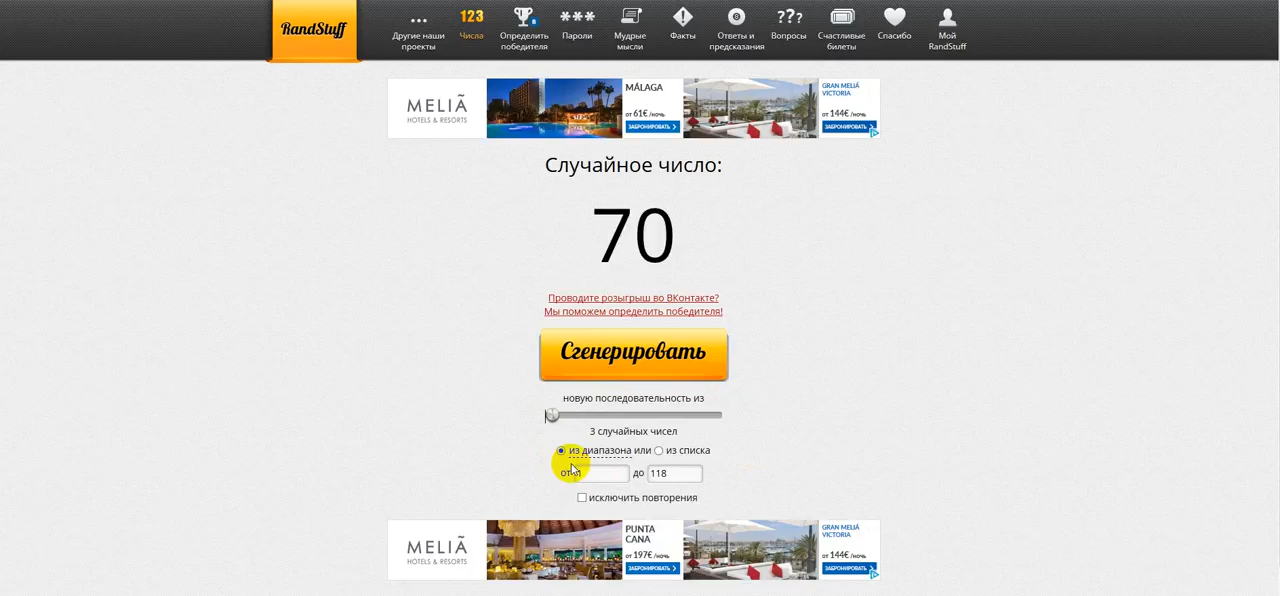 RandStuff
...
Другие наши
проекты
123
Числа
Определить
победителя
***
Пароли
Мудрые
мысли
!
Факты
8
Ответы и
предсказания
???
Вопросы
Счастливые
билеты
Спасибо
Мой
RandStuff
MELIÃ
HOTELS & RESORTS
MÁLAGA
от 61€ /ночь
ЗАБРОНИРОВАТЬ
GRAN MELIÁ
VICTORIA
от 144€ /ночь
ЗАБРОНИРОВАТЬ
Случайное число:
70
Проводите розыгрыш во ВКонтакте?
Мы поможем определить победителя!
Сгенерировать
новую последовательность из
3 случайных чисел
из диапазона или из списка
от до 118
исключить повторения
MELIÃ
HOTELS & RESORTS
PUNTA
CANA
от 197€ /ночь
ЗАБРОНИРОВАТЬ
GRAN MELIÁ
VICTORIA
от 144€ /ночь
ЗАБРОНИРОВАТЬ